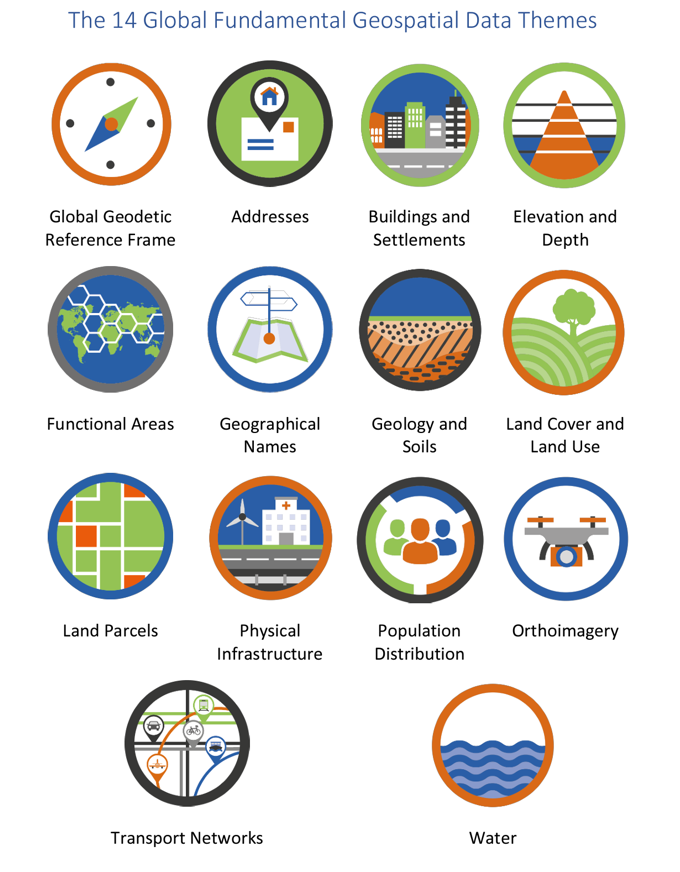 The 14 Global Fundamental Geospatial Data Themes
Global Geodetic
Reference Frame
Addresses
Buildings and
Settlements
Elevation and
Depth
Functional Areas
Geographical
Names
Geology and
Soils
Land Cover and
Land Use
Land Parcels
Physical
Infrastructure
Population
Distribution
Orthoimagery
Transport Networks
Water